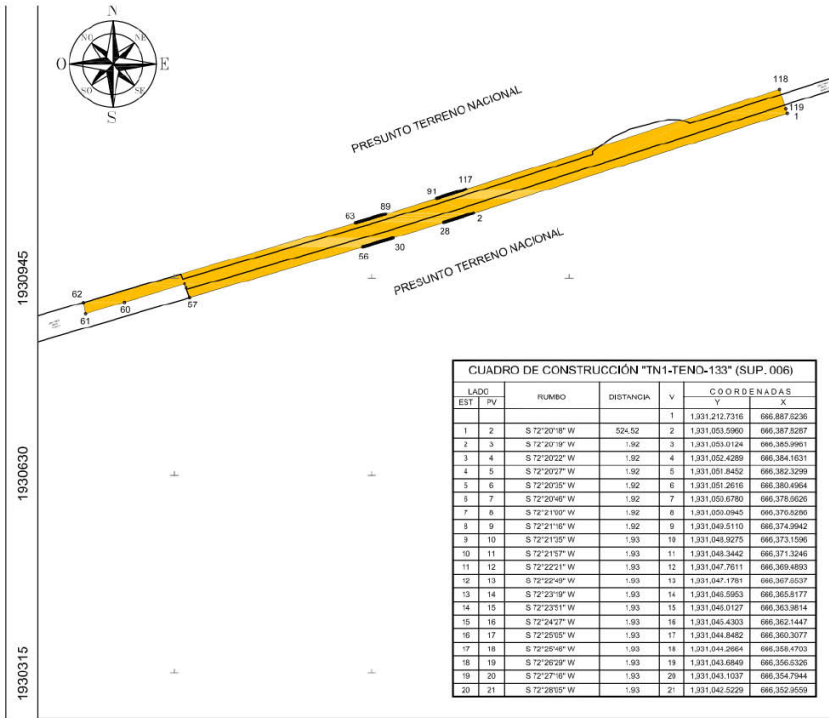 N
NO NE
O E
SO SE
S
118
119
1
PRESUNTO TERRENO NACIONAL
117
91
89
63
2
28
30
56
PRESUNTO TERRENO NACIONAL
62
61
60
57
1930945
1930630
1930315
CUADRO DE CONSTRUCCIÓN "TN1-TENO-133" (SUP. 006)
LADO RUMBO DISTANCIA V COORDENADAS
EST PV Y X
1 1,931,212.7316 666,887.6236
1 2 S 72°20'18" W 524.52 2 1,931,053.5960 666,387.8287
2 3 S 72°20'19" W 1.92 3 1,931,053.0124 666,385.9961
3 4 S 72°20'22" W 1.92 4 1,931,052.4289 666,384.1631
4 5 S 72°20'27" W 1.92 5 1,931,051.8452 666,382.3299
5 6 S 72°20'35" W 1.92 6 1,931,051.2616 666,380.4964
6 7 S 72°20'46" W 1.92 7 1,931,050.6780 666,378.6626
7 8 S 72°21'00" W 1.92 8 1,931,050.0945 666,376.8286
8 9 S 72°21'16" W 1.92 9 1,931,049.5110 666,374.9942
9 10 S 72°21'35" W 1.93 10 1,931,048.9275 666,373.1596
10 11 S 72°21'57" W 1.93 11 1,931,048.3442 666,371.3246
11 12 S 72°22'21" W 1.93 12 1,931,047.7611 666,369.4893
12 13 S 72°22'49" W 1.93 13 1,931,047.1781 666,367.6537
13 14 S 72°23'19" W 1.93 14 1,931,046.5953 666,365.8177
14 15 S 72°23'51" W 1.93 15 1,931,046.0127 666,363.9814
15 16 S 72°24'27" W 1.93 16 1,931,045.4303 666,362.1447
16 17 S 72°25'05" W 1.93 17 1,931,044.8482 666,360.3077
17 18 S 72°25'46" W 1.93 18 1,931,044.2664 666,358.4703
18 19 S 72°26'29" W 1.93 19 1,931,043.6849 666,356.6326
19 20 S 72°27'16" W 1.93 20 1,931,043.1037 666,354.7944
20 21 S 72°28'05" W 1.93 21 1,931,042.5229 666,352.9559